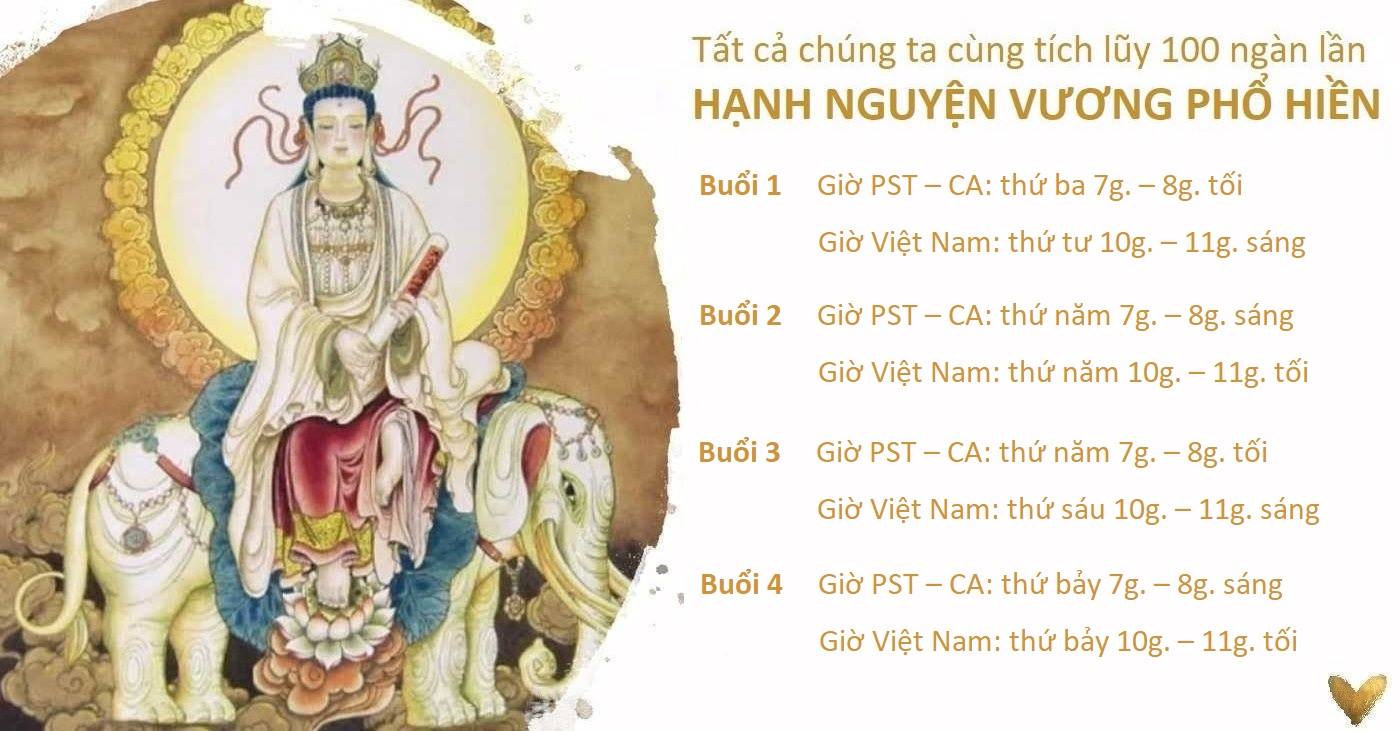 Tất cả chúng ta cùng tích lũy 100 ngàn lần
HẠNH NGUYỆN VƯƠNG PHỔ HIỀN
Buổi 1 Giờ PST – CA: thứ ba 7g. – 8g. tối
Giờ Việt Nam: thứ tư 10g. – 11g. sáng
Buổi 2 Giờ PST – CA: thứ năm 7g. – 8g. sáng
Giờ Việt Nam: thứ năm 10g. – 11g. tối
Buổi 3 Giờ PST – CA: thứ năm 7g. – 8g. tối
Giờ Việt Nam: thứ sáu 10g. – 11g. sáng
Buổi 4 Giờ PST – CA: thứ bảy 7g. – 8g. sáng
Giờ Việt Nam: thứ bảy 10g. – 11g. tối